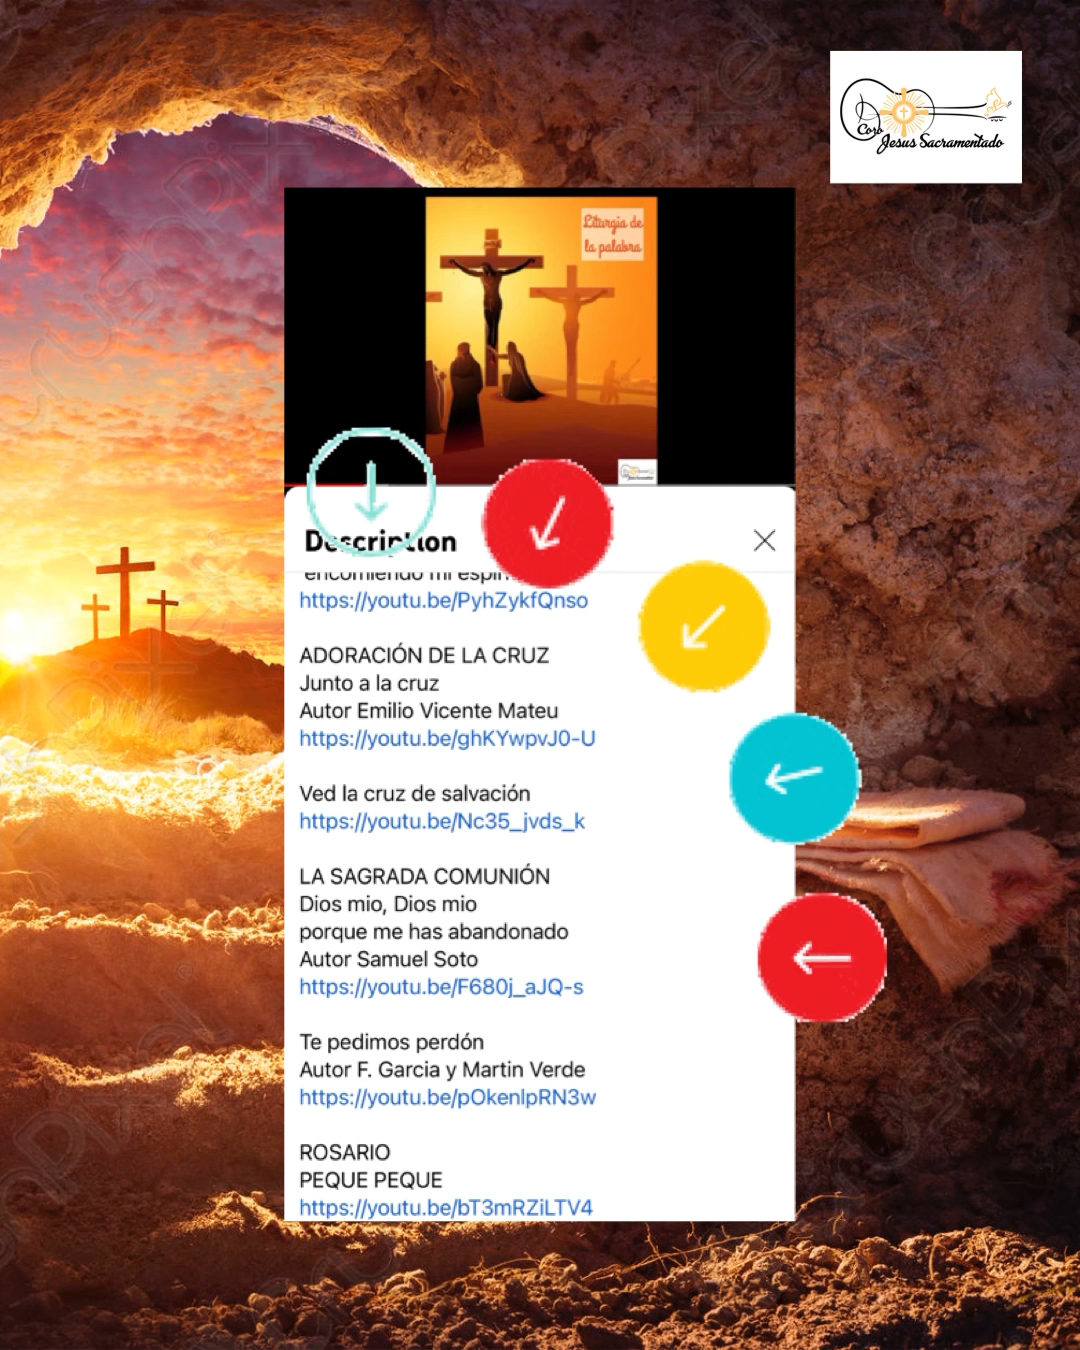 Coro
Jesus Sacramentado
Liturgia de
la palabra
Description
encomiendo mi espir
https://youtu.be/PyhZykfQnso
ADORACIÓN DE LA CRUZ
Junto a la cruz
Autor Emilio Vicente Mateu
https://youtu.be/ghKYwpvJ0-U
Ved la cruz de salvación
https://youtu.be/Nc35_jvds_k
LA SAGRADA COMUNIÓN
Dios mio, Dios mio
porque me has abandonado
Autor Samuel Soto
https://youtu.be/F680j_aJQ-s
Te pedimos perdón
Autor F. Garcia y Martin Verde
https://youtu.be/pOkenlpRN3w
ROSARIO
PEQUE PEQUE
https://youtu.be/bT3mRZiLTV4